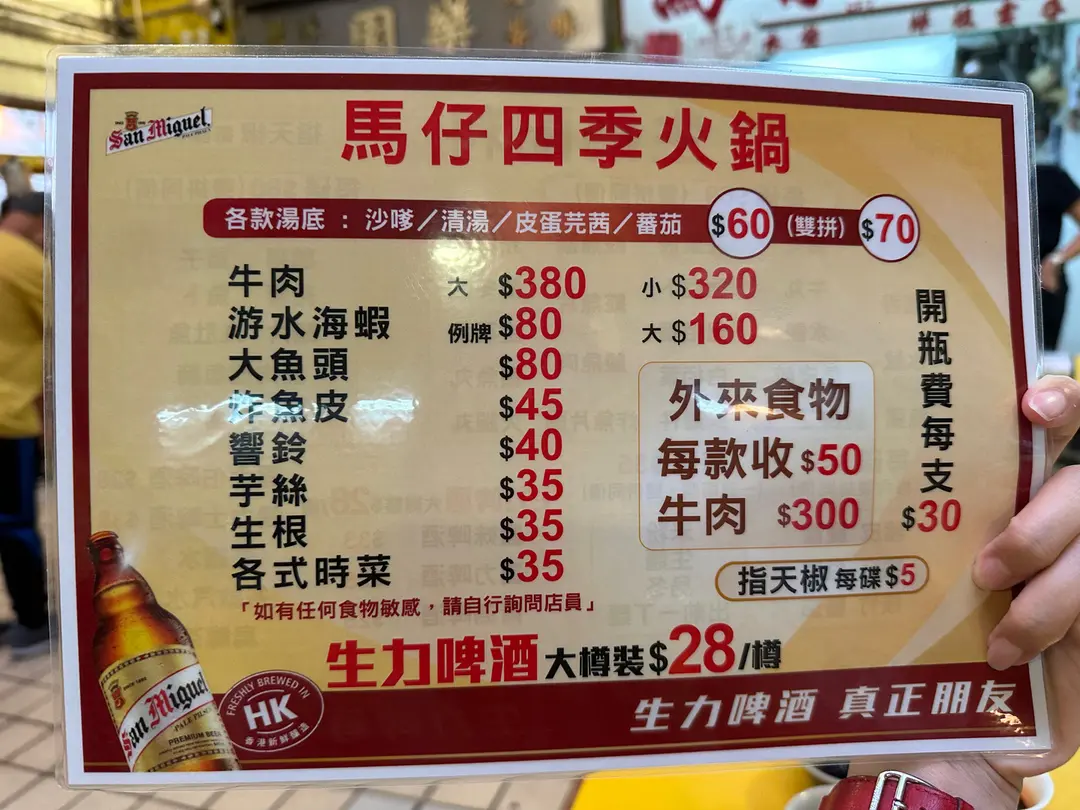 San Miguel
馬仔四季火鍋
各款湯底 : 沙嗲／清湯／皮蛋芫茜／蕃茄 $60 (雙拼) $70
牛肉 大 $380 小 $320
游水海蝦 例牌 $80 大 $160
大魚頭 $80
炸魚皮 $45
響鈴 $40
芋絲 $35
生根 $35
各式時菜 $35
「如有任何食物敏感，請自行詢問店員」
外來食物
每款收 $50
牛肉 $300
開瓶費每支
$30
指天椒 每碟 $5
生力啤酒 大樽裝 $28/樽
生力啤酒 真正朋友
FRESHLY BREWED IN
HK
香港新鮮釀造
San Miguel
PALE PILSEN
PREMIUM BEER